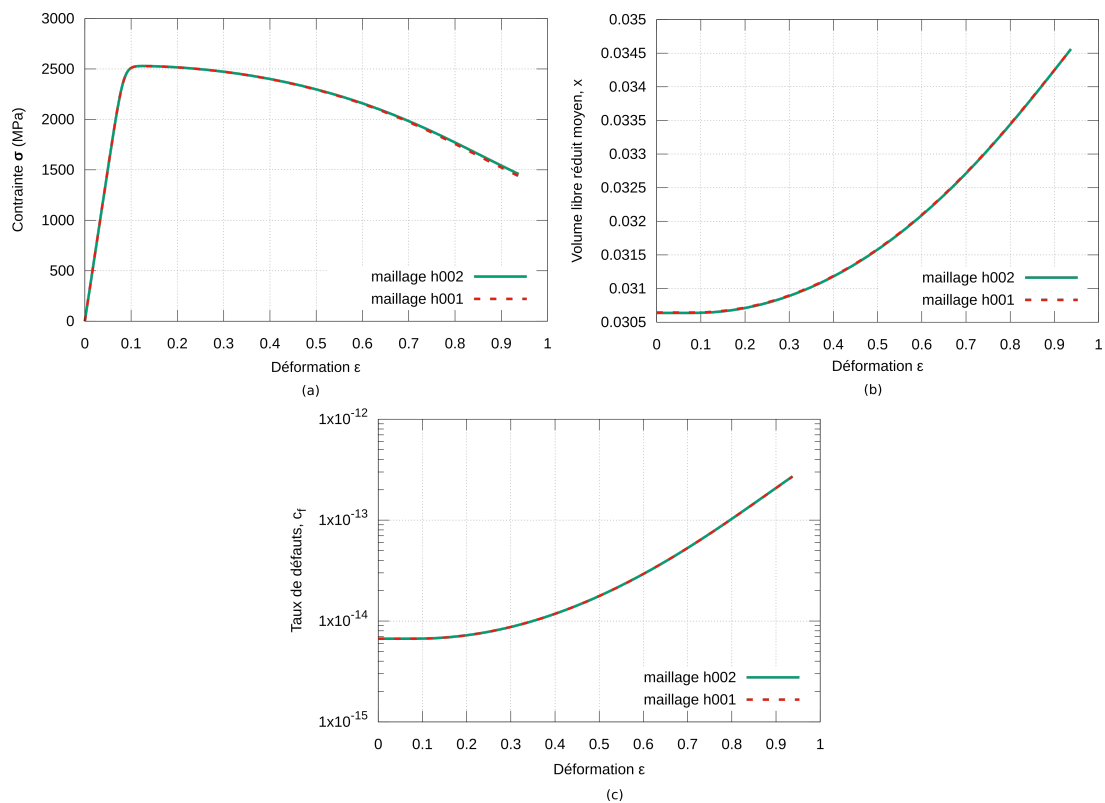 3000
2500
2000
1500
1000
500
0
Contrainte σ (MPa)
maillage h002
maillage h001
0 0.1 0.2 0.3 0.4 0.5 0.6 0.7 0.8 0.9 1
Déformation ε
(a)
0.035
0.0345
0.034
0.0335
0.033
0.0325
0.032
0.0315
0.031
0.0305
Volume libre réduit moyen, x
maillage h002
maillage h001
0 0.1 0.2 0.3 0.4 0.5 0.6 0.7 0.8 0.9 1
Déformation ε
(b)
1x10^-12
1x10^-13
1x10^-14
1x10^-15
Taux de défauts, c_f
maillage h002
maillage h001
0 0.1 0.2 0.3 0.4 0.5 0.6 0.7 0.8 0.9 1
Déformation ε
(c)